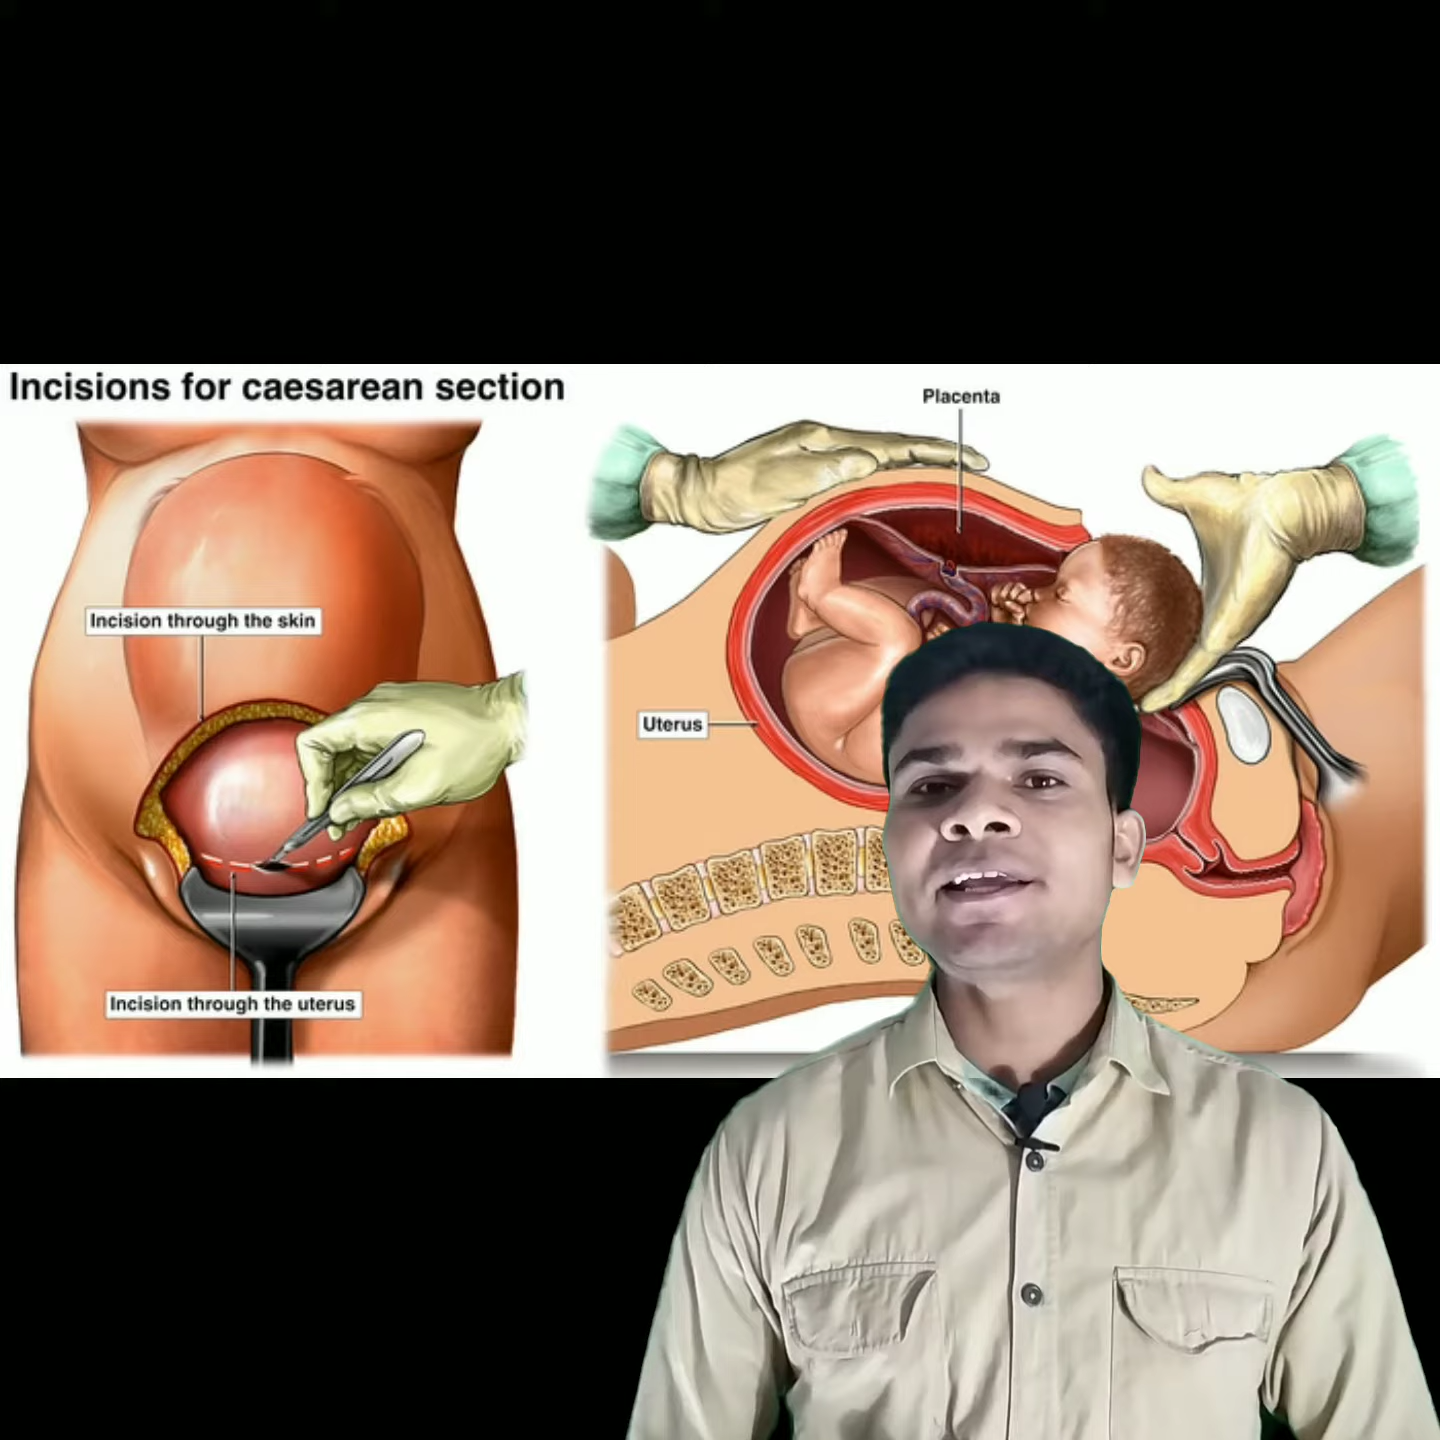 Incisions for caesarean section
Placenta
Incision through the skin
Uterus
Incision through the uterus